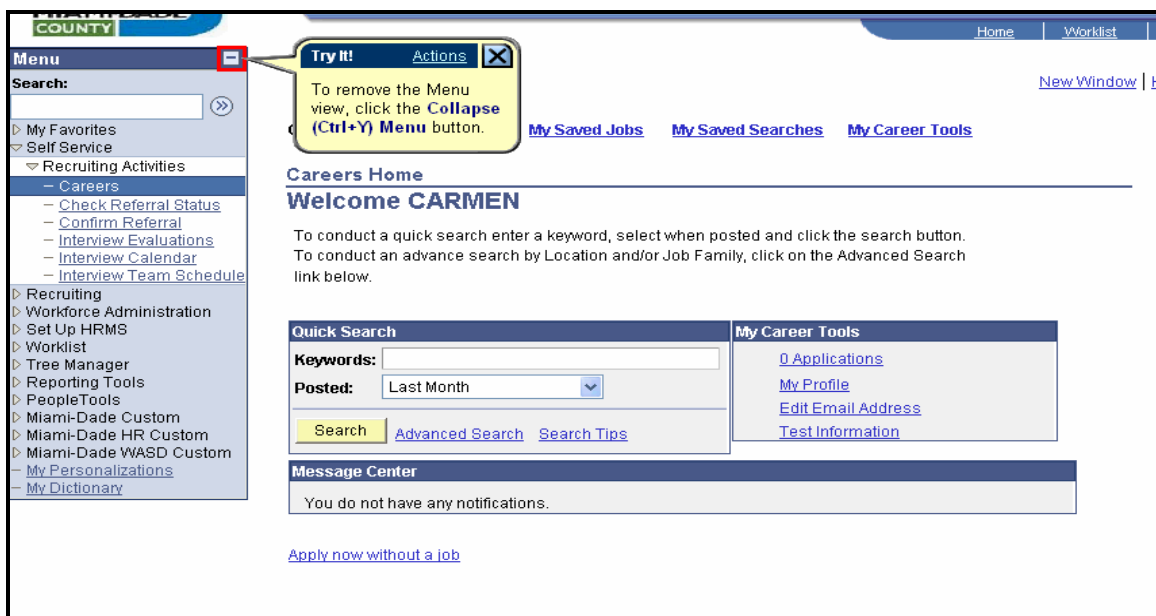 COUNTY
Home | Worklist |
Menu
Try It! Actions
To remove the Menu
view, click the Collapse
(Ctrl+Y) Menu button.
New Window |
Search:
My Saved Jobs My Saved Searches My Career Tools
My Favorites
Self Service
Recruiting Activities
– Careers
– Check Referral Status
– Confirm Referral
– Interview Evaluations
– Interview Calendar
– Interview Team Schedule
Recruiting
Workforce Administration
Set Up HRMS
Worklist
Tree Manager
Reporting Tools
PeopleTools
Miami-Dade Custom
Miami-Dade HR Custom
Miami-Dade WASD Custom
– My Personalizations
– My Dictionary
Careers Home
Welcome CARMEN
To conduct a quick search enter a keyword, select when posted and click the search button.
To conduct an advance search by Location and/or Job Family, click on the Advanced Search
link below.
Quick Search
Keywords:
Posted: Last Month
Search Advanced Search Search Tips
My Career Tools
0 Applications
My Profile
Edit Email Address
Test Information
Message Center
You do not have any notifications.
Apply now without a job